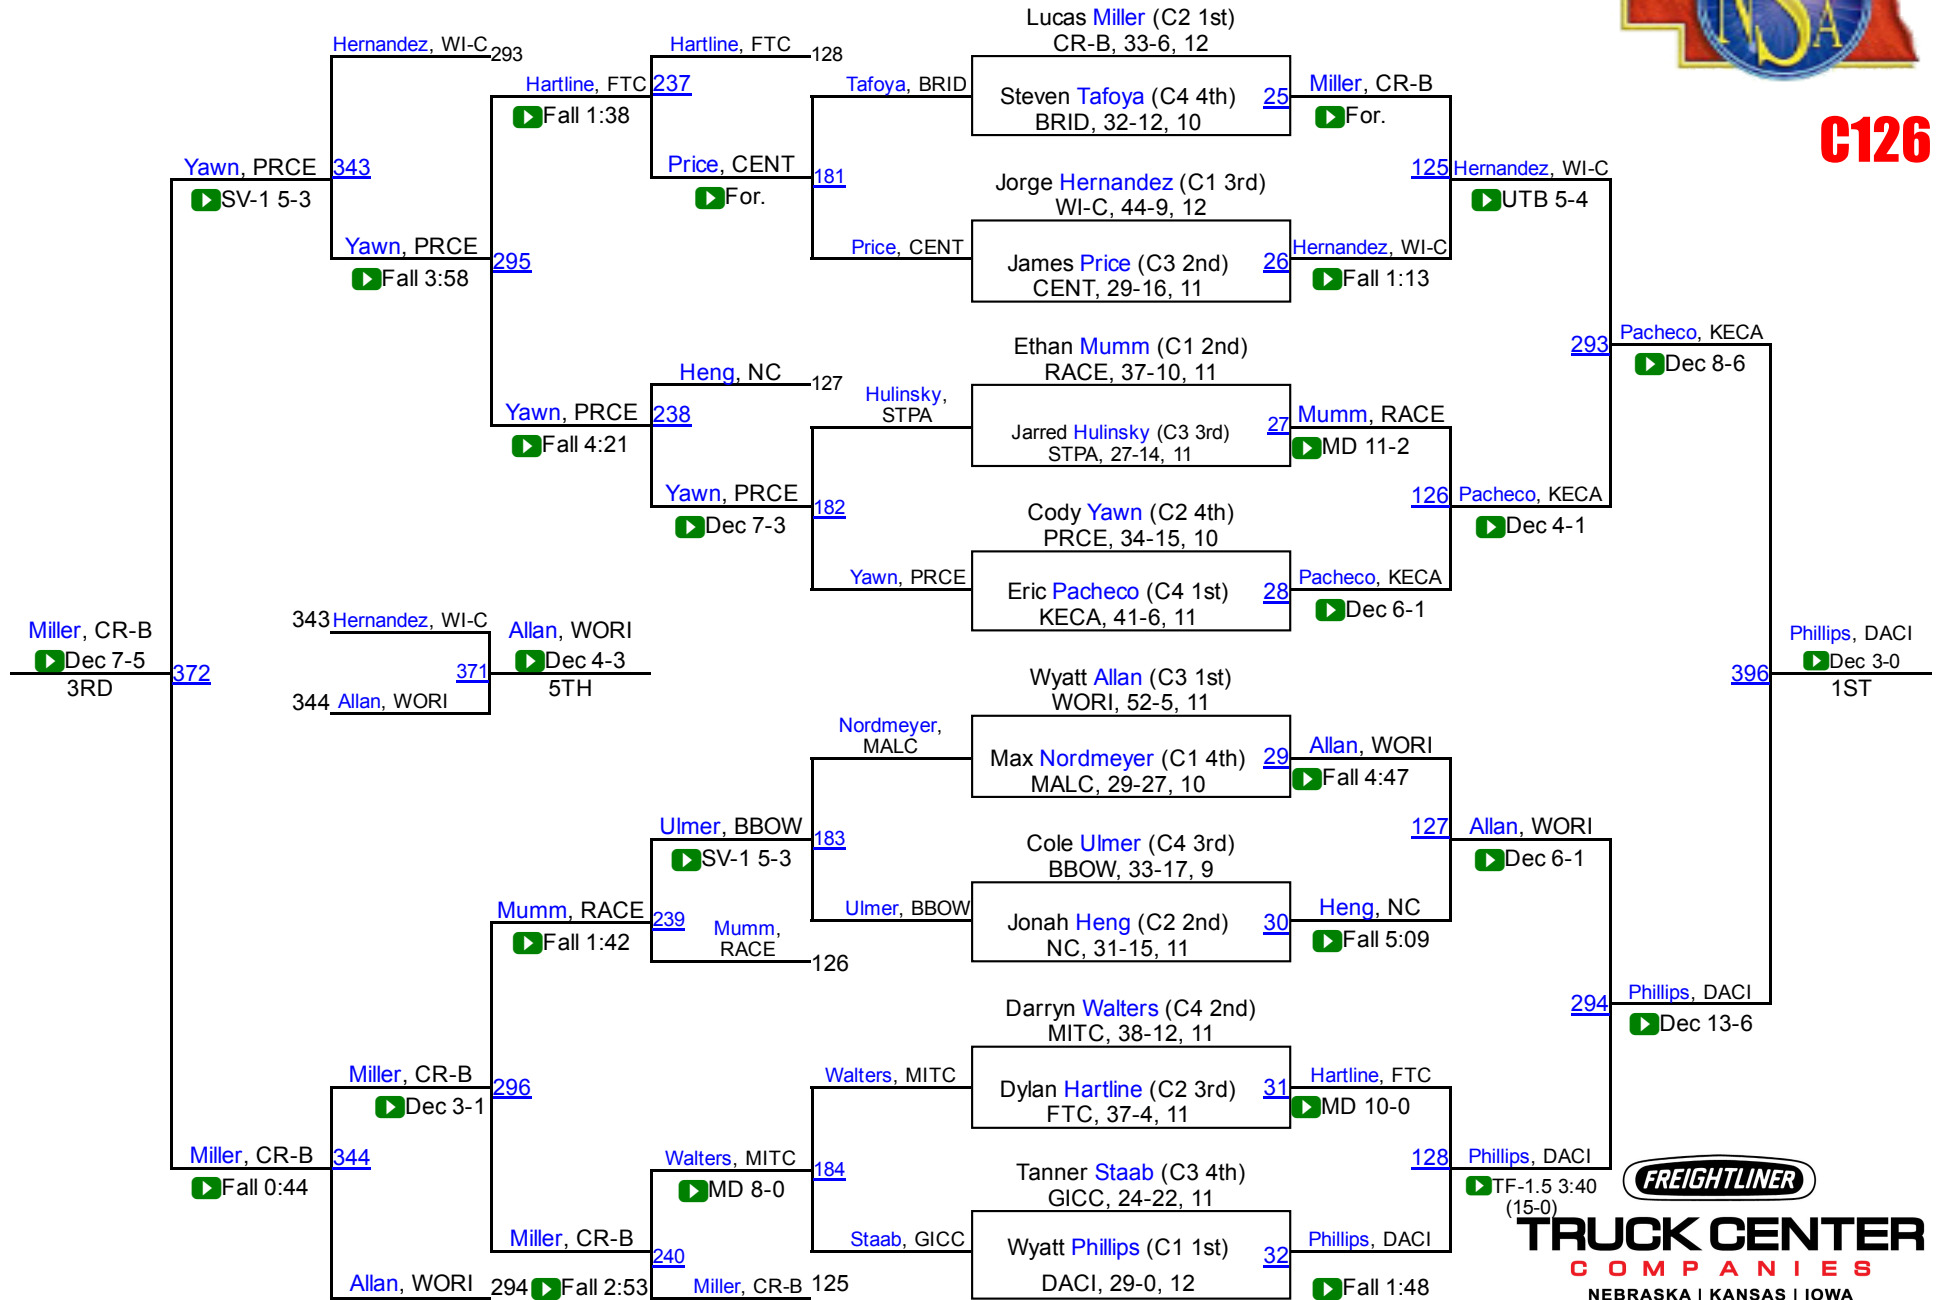 Lucas Miller (C2 1st)
CR-B, 33-6, 12
NSA
Hernandez, WI-C
293
Hartline, FTC
128
Hartline, FTC
237
Fall 1:38
Tafoya, BRID
Steven Tafoya (C4 4th)
BRID, 32-12, 10
25
Miller, CR-B
For.
C126
Yawn, PRCE
343
SV-1 5-3
Price, CENT
For.
181
Jorge Hernandez (C1 3rd)
WI-C, 44-9, 12
125
Hernandez, WI-C
UTB 5-4
Yawn, PRCE
Fall 3:58
295
Price, CENT
James Price (C3 2nd)
CENT, 29-16, 11
26
Hernandez, WI-C
Fall 1:13
Ethan Mumm (C1 2nd)
RACE, 37-10, 11
293
Pacheco, KECA
Dec 8-6
Heng, NC
127
Yawn, PRCE
238
Fall 4:21
Hulinsky,
STPA
Jarred Hulinsky (C3 3rd)
STPA, 27-14, 11
27
Mumm, RACE
MD 11-2
Yawn, PRCE
Dec 7-3
182
Cody Yawn (C2 4th)
PRCE, 34-15, 10
126
Pacheco, KECA
Dec 4-1
Yawn, PRCE
Eric Pacheco (C4 1st)
KECA, 41-6, 11
28
Pacheco, KECA
Dec 6-1
Miller, CR-B
Dec 7-5
3RD
372
343
Hernandez, WI-C
371
344
Allan, WORI
Allan, WORI
Dec 4-3
5TH
Wyatt Allan (C3 1st)
WORI, 52-5, 11
396
Phillips, DACI
Dec 3-0
1ST
Nordmeyer,
MALC
Max Nordmeyer (C1 4th)
MALC, 29-27, 10
29
Allan, WORI
Fall 4:47
Ulmer, BBOW
SV-1 5-3
183
Cole Ulmer (C4 3rd)
BBOW, 33-17, 9
127
Allan, WORI
Dec 6-1
Mumm, RACE
Fall 1:42
239
Mumm,
RACE
126
Ulmer, BBOW
Jonah Heng (C2 2nd)
NC, 31-15, 11
30
Heng, NC
Fall 5:09
Darryn Walters (C4 2nd)
MITC, 38-12, 11
294
Phillips, DACI
Dec 13-6
Miller, CR-B
Dec 3-1
296
Walters, MITC
Dylan Hartline (C2 3rd)
FTC, 37-4, 11
31
Hartline, FTC
MD 10-0
Miller, CR-B
344
Fall 0:44
Walters, MITC
MD 8-0
184
Tanner Staab (C3 4th)
GICC, 24-22, 11
128
Phillips, DACI
TF-1.5 3:40
(15-0)
Miller, CR-B
Fall 2:53
240
Staab, GICC
Wyatt Phillips (C1 1st)
DACI, 29-0, 12
32
Phillips, DACI
Fall 1:48
Allan, WORI
294
Miller, CR-B
125
FREIGHTLINER
TRUCK CENTER
COMPANIES
NEBRASKA | KANSAS | IOWA